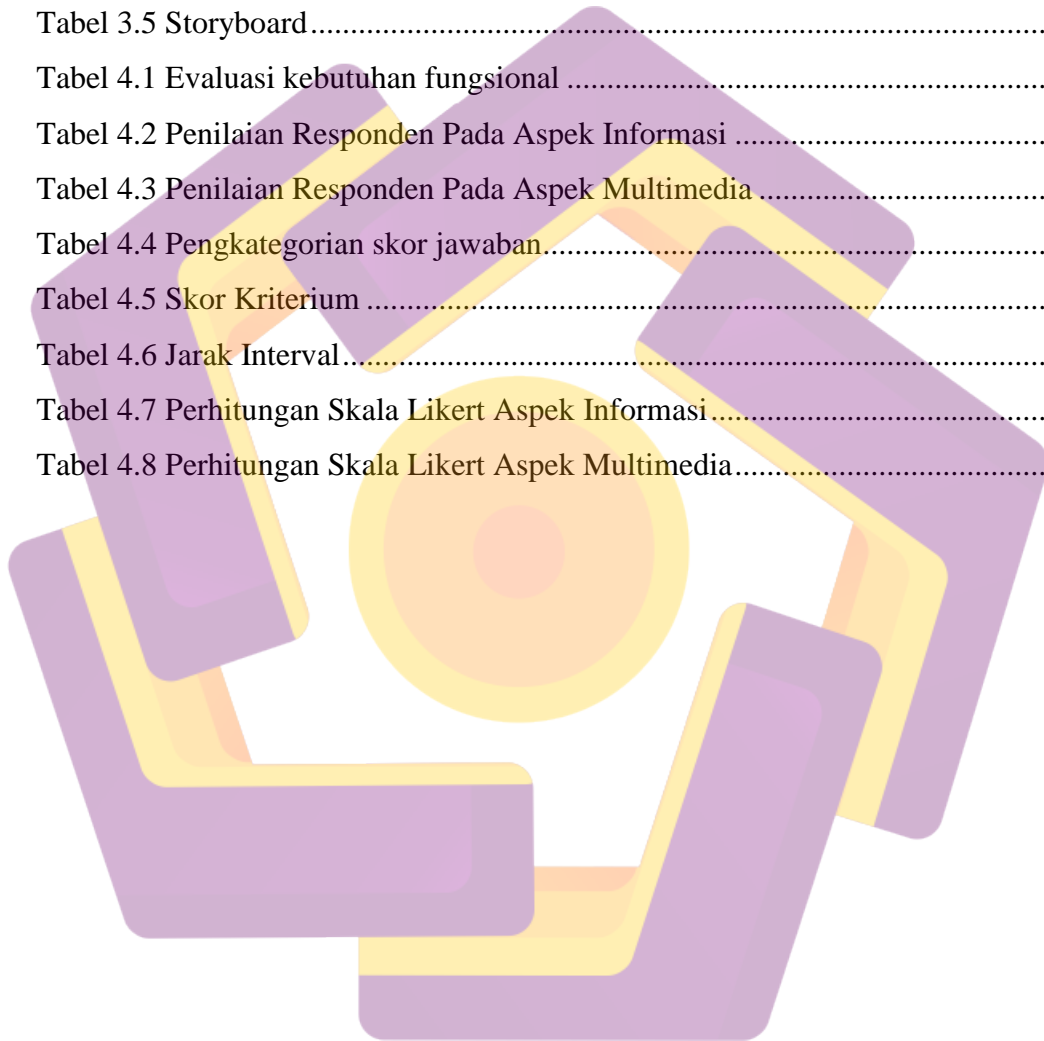 Tabel 3.5 Storyboard........................................................................................
Tabel 4.1 Evaluasi kebutuhan fungsional .........................................................
Tabel 4.2 Penilaian Responden Pada Aspek Informasi .....................................
Tabel 4.3 Penilaian Responden Pada Aspek Multimedia ..................................
Tabel 4.4 Pengkategorian skor jawaban............................................................
Tabel 4.5 Skor Kriterium .................................................................................
Tabel 4.6 Jarak Interval....................................................................................
Tabel 4.7 Perhitungan Skala Likert Aspek Informasi........................................
Tabel 4.8 Perhitungan Skala Likert Aspek Multimedia.....................................